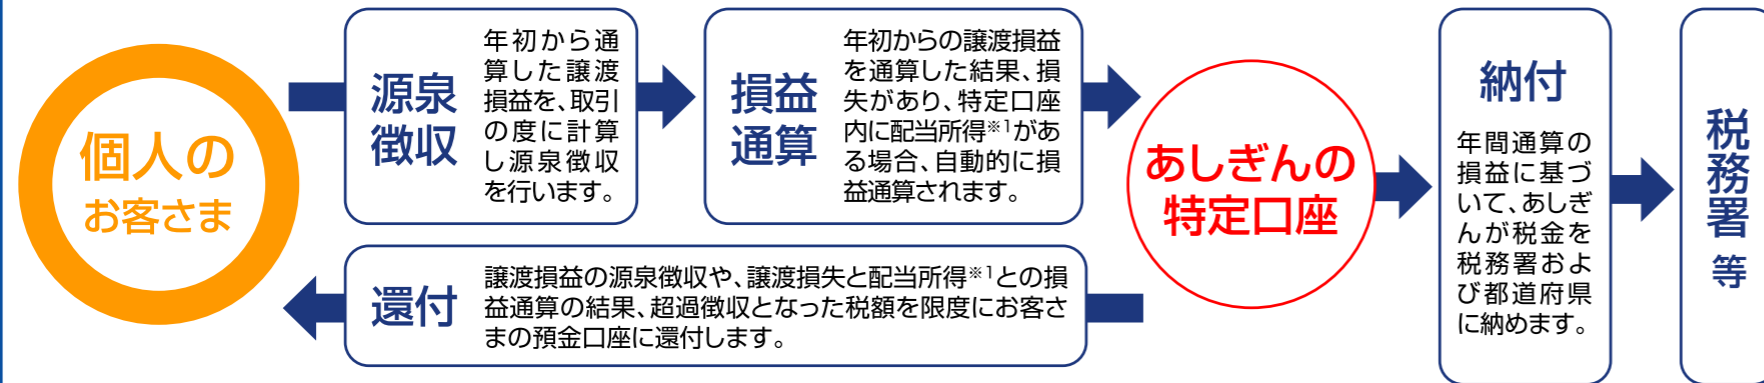 個人の
お客さま
源泉
徴収
年初から通
算した譲渡
損益を、取引
の度に計算
し源泉徴収
を行います。
損益
通算
年初からの譲渡損益
を通算した結果、損
失があり、特定口座
内に配当所得※1があ
る場合、自動的に損
益通算されます。
還付
譲渡損益の源泉徴収や、譲渡損失と配当所得※1との損
益通算の結果、超過徴収となった税額を限度にお客さ
まの預金口座に還付します。
あしぎんの
特定口座
納付
年間通算の
損益に基づ
いて、あしぎ
んが税金を
税務署およ
び都道府県
に納めます。
税務署 等